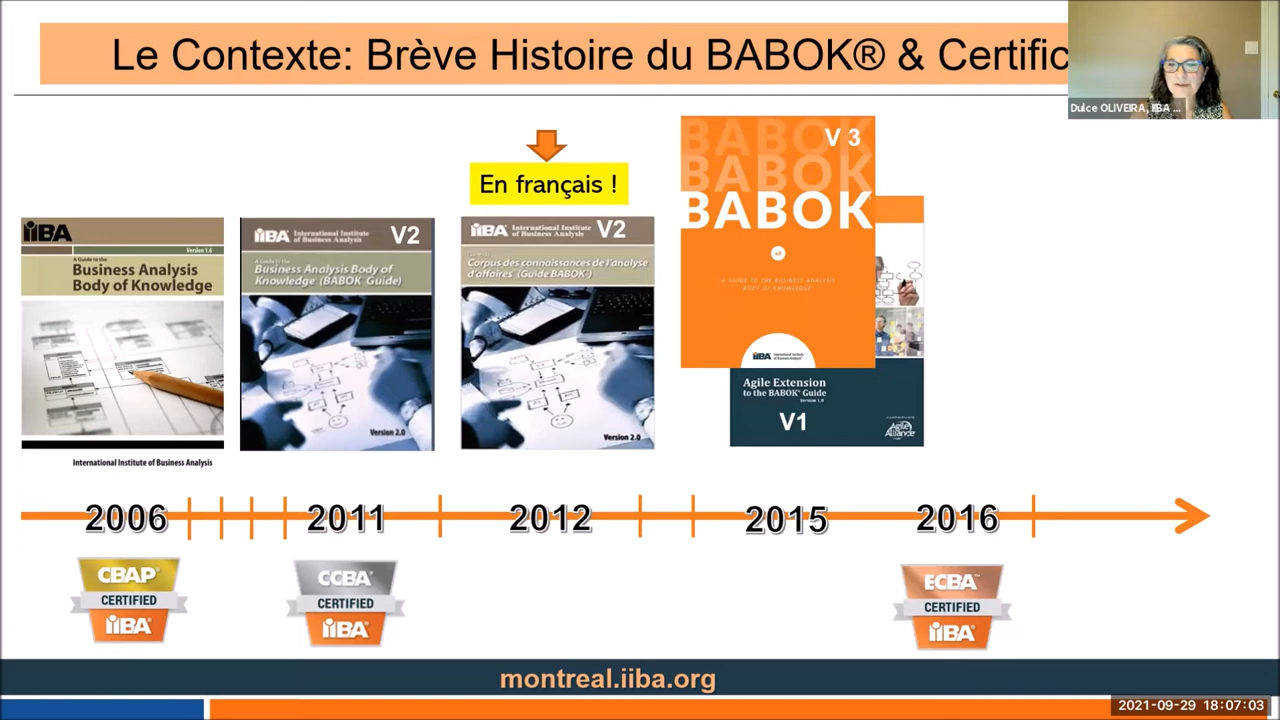 Le Contexte: Brève Histoire du BABOK® & Certific
Dulce OLIVEIRA, IIBA ...
En français !
iiBA
Version 1.6
A Guide to the
Business Analysis
Body of Knowledge
International Institute of Business Analysis
iiBA International Institute
of Business Analysis
V2
A Guide to the
Business Analysis Body of
Knowledge (BABOK Guide)
Version 2.0
iiBA International Institute
of Business Analysis
V2
Corpus des connaissances de l'analyse
d'affaires (Guide BABOK)
Version 2.0
BABOK
V 3
BABOK
BABOK
v3
A GUIDE TO THE BUSINESS ANALYSIS
BODY OF KNOWLEDGE
iiBA International Institute
of Business Analysis
Agile Extension
to the BABOK® Guide
Version 1.0
V1
Agile
Alliance
2006
2011
2012
2015
2016
CBAP®
CERTIFIED
iiBA®
CCBA®
CERTIFIED
iiBA®
ECBA™
CERTIFIED
iiBA®
montreal.iiba.org
2021-09-29 18:07:03